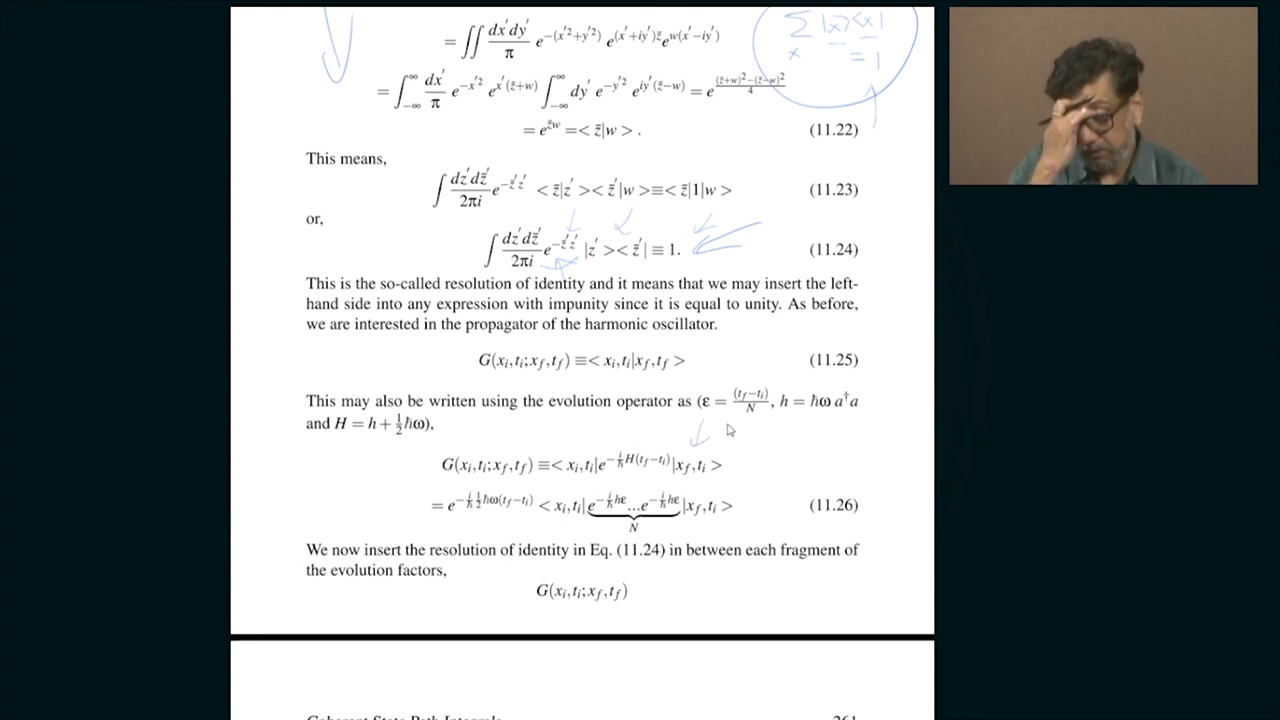 = ∬ dx′dy′/π e^{−(x′²+y′²)} e^{(x′+iy′)z̄} e^{w(x′−iy′)}
∑ₓ |x><x| = 1
= ∫_{−∞}^{∞} dx′/π e^{−x′²} e^{x′(z̄+w)} ∫_{−∞}^{∞} dy′ e^{−y′²} e^{iy′(z̄−w)} = e^{((z̄+w)²−(z̄−w)²)/4}
= e^{z̄w} =< z̄|w > . (11.22)
This means,
∫ dz′dz̄′/2πi e^{−z̄′z′} < z̄|z′ >< z̄′|w >≡< z̄|1|w > (11.23)
or,
∫ dz′dz̄′/2πi e^{−z̄′z′} |z′ >< z̄′| ≡ 1. (11.24)
This is the so-called resolution of identity and it means that we may insert the left-
hand side into any expression with impunity since it is equal to unity. As before,
we are interested in the propagator of the harmonic oscillator.
G(x_i,t_i;x_f,t_f) ≡< x_i,t_i|x_f,t_f > (11.25)
This may also be written using the evolution operator as (ε = (t_f−t_i)/N, h = ℏω a†a
and H = h + ½ℏω),
G(x_i,t_i;x_f,t_f) ≡< x_i,t_i|e^{−(i/ℏ)H(t_f−t_i)}|x_f,t_i >
= e^{−(i/ℏ)½ℏω(t_f−t_i)} < x_i,t_i|e^{−(i/ℏ)hε}...e^{−(i/ℏ)hε}|x_f,t_i > (11.26)
N
We now insert the resolution of identity in Eq. (11.24) in between each fragment of
the evolution factors,
G(x_i,t_i;x_f,t_f)
Coherent State Path Integrals 261